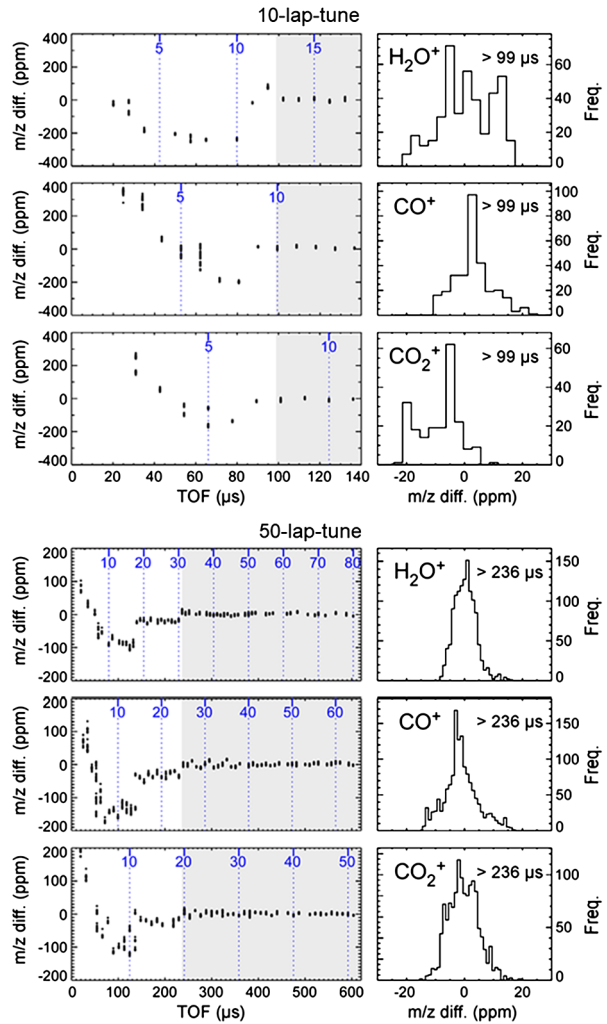 10-lap-tune
400
200
0
-200
-400
m/z diff. (ppm)
5
10
15
H2O+
> 99 µs
60
40
20
0
Freq.
400
200
0
-200
-400
m/z diff. (ppm)
5
10
CO+
> 99 µs
100
80
60
40
20
0
Freq.
400
200
0
-200
-400
m/z diff. (ppm)
5
10
CO2+
> 99 µs
60
40
20
0
Freq.
0 20 40 60 80 100 120 140
TOF (µs)
-20 0 20
m/z diff. (ppm)
50-lap-tune
200
100
0
-100
-200
m/z diff. (ppm)
10 20 30 40 50 60 70 80
H2O+
> 236 µs
150
100
50
0
Freq.
200
100
0
-100
-200
m/z diff. (ppm)
10 20 30 40 50 60
CO+
> 236 µs
150
100
50
0
Freq.
200
100
0
-100
-200
m/z diff. (ppm)
10 20 30 40 50
CO2+
> 236 µs
100
50
0
Freq.
0 100 200 300 400 500 600
TOF (µs)
-20 0 20
m/z diff. (ppm)